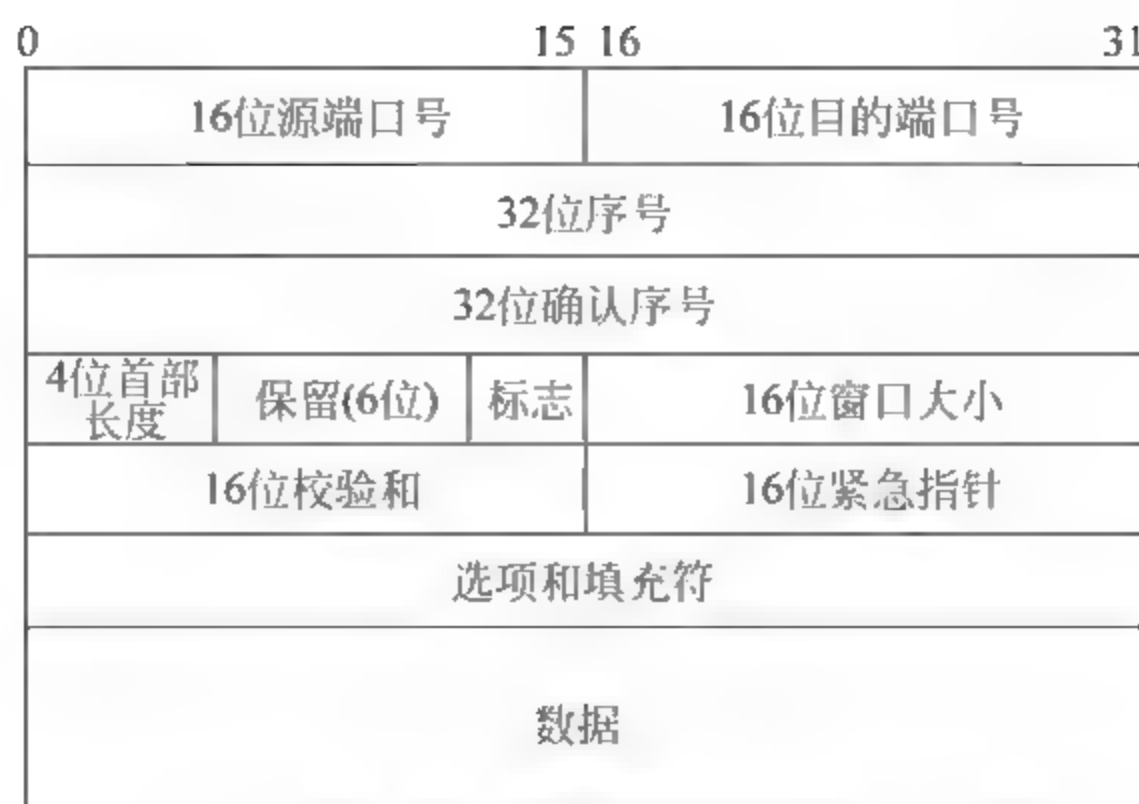 0 15 16 31
16位源端口号 16位目的端口号
32位序号
32位确认序号
4位首部
长度 保留(6位) 标志 16位窗口大小
16位校验和 16位紧急指针
选项和填充符
数据